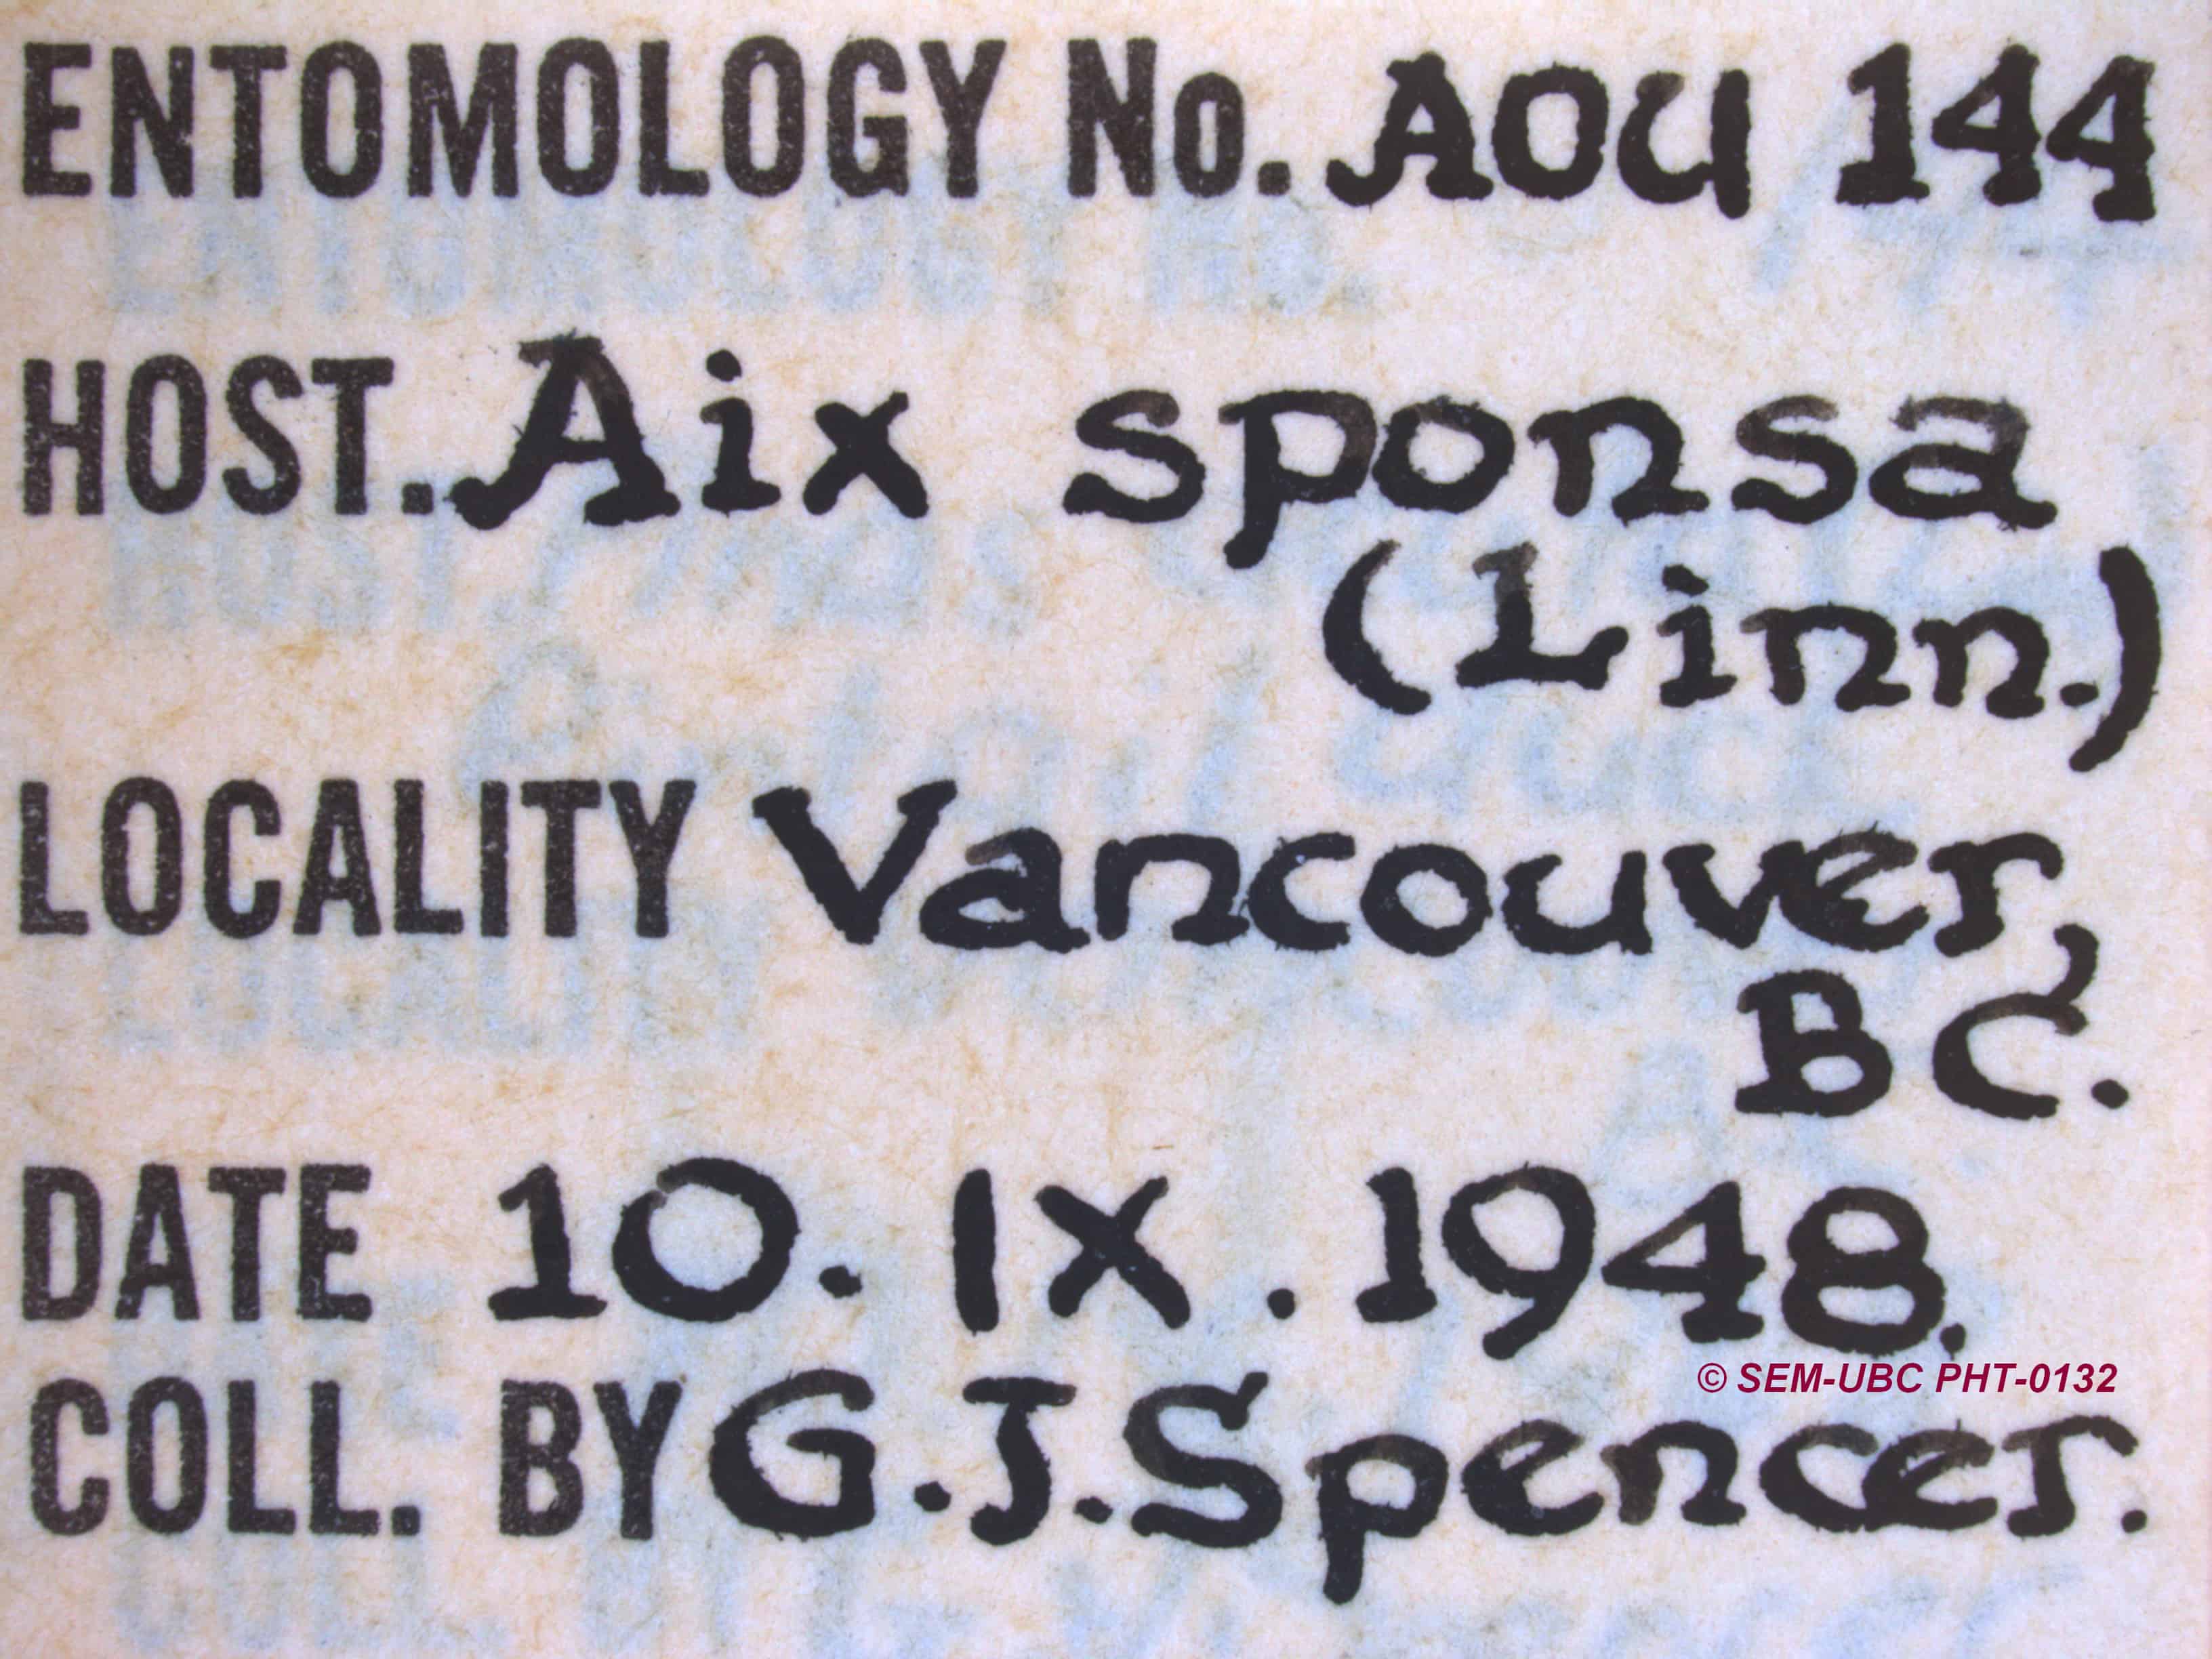 ENTOMOLOGY No. AOU 144
HOST. Aix sponsa
(Linn.)
LOCALITY Vancouver,
BC.
DATE 10. IX. 1948.
© SEM-UBC PHT-0132
COLL. BY G.J.Spencer.